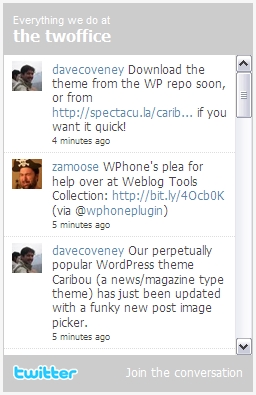 Everything we do at
the twoffice
davecoveney Download the
theme from the WP repo soon,
or from
http://spectacu.la/carib... if you
want it quick!
4 minutes ago
zamoose WPhone's plea for
help over at Weblog Tools
Collection: http://bit.ly/4Ocb0K
(via @wphoneplugin)
5 minutes ago
davecoveney Our perpetually
popular WordPress theme
Caribou (a news/magazine type
theme) has just been updated
with a funky new post image
picker.
5 minutes ago
twitter
Join the conversation